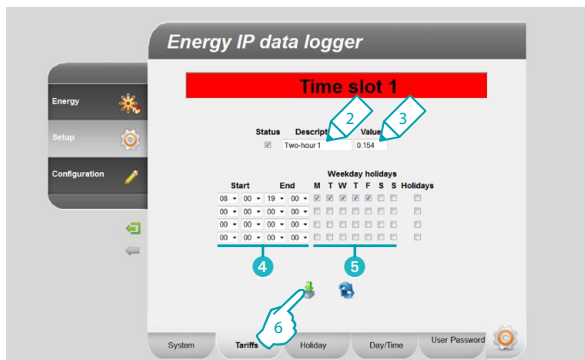 Energy IP data logger
Time slot 1
Energy
Setup
Configuration
2
3
Status Descript Value
Two-hour 1 0.154
Weekday holidays
Start End M T W T F S S Holidays
08 00 19 00
00 00 00 00
00 00 00 00
00 00 00 00
4 5
6
System Tariffs Holiday Day/Time User Password